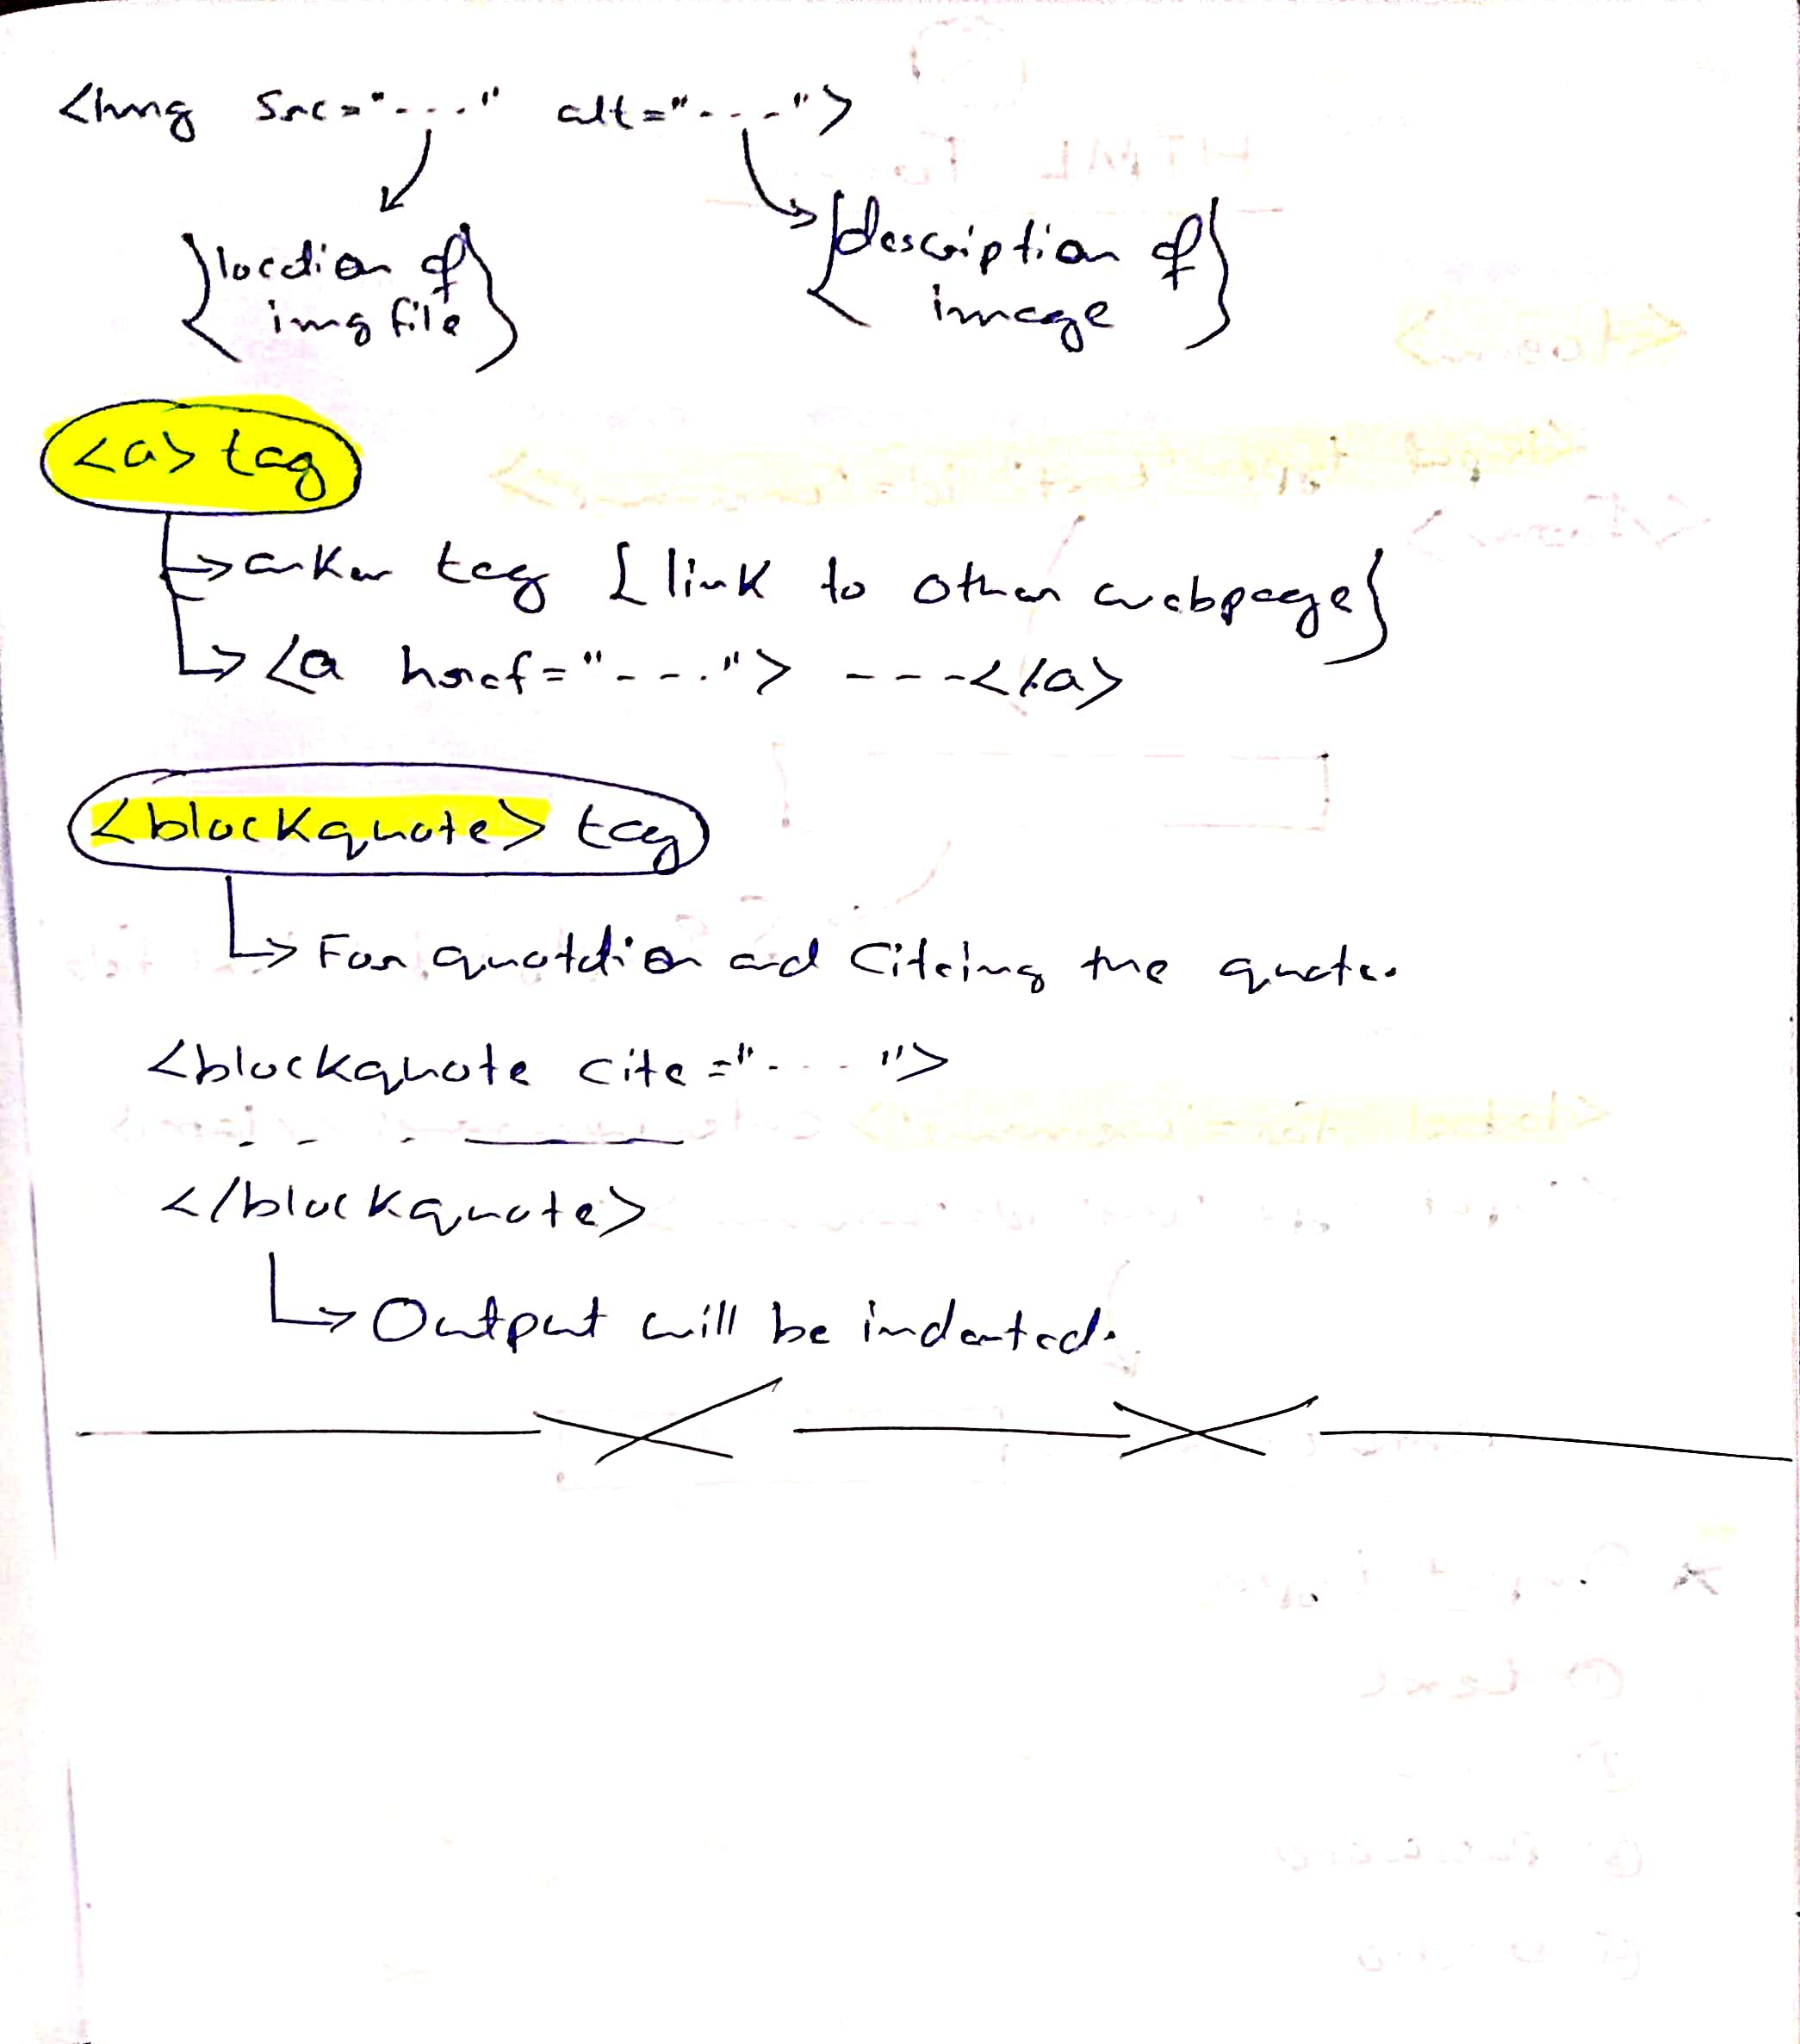 <img src="...." alt="....">
{location of
img file}
{description of
image}
<a> tag
anker tag { link to other webpage}
<a href="---."> ---</a>
<blockquote> tag
For quotation and Citeing the quote.
<blockquote cite="....">
</blockquote>
Output will be indented.